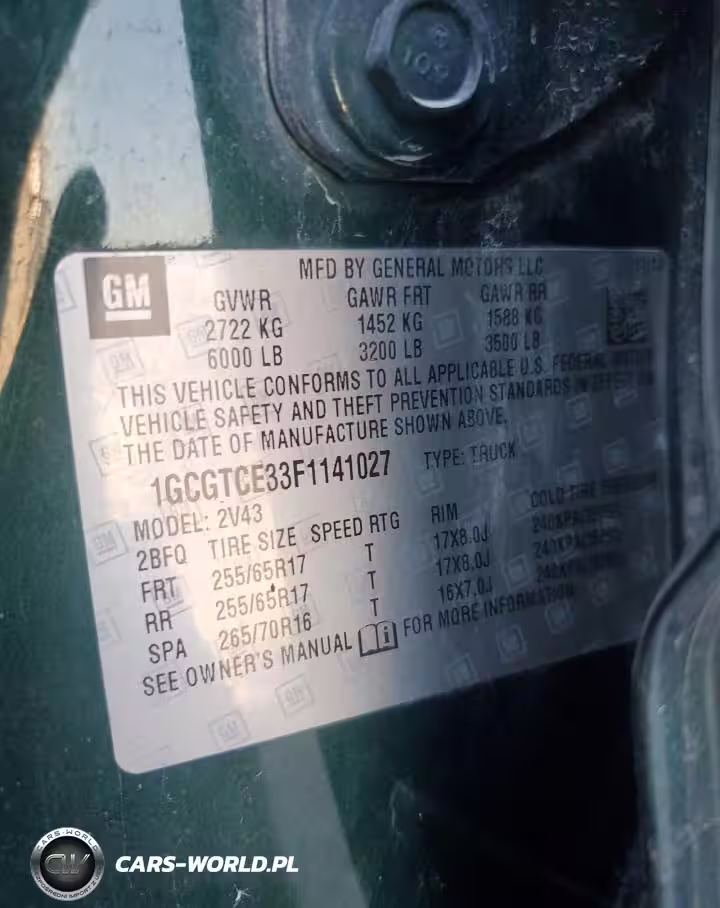 GM
MFD BY GENERAL MOTORS LLC
GVWR GAWR FRT GAWR RR
2722 KG 1452 KG 1588 KG
6000 LB 3200 LB 3500 LB
THIS VEHICLE CONFORMS TO ALL APPLICABLE U.S. FEDERAL
VEHICLE SAFETY AND THEFT PREVENTION STANDARDS IN EFFECT ON
THE DATE OF MANUFACTURE SHOWN ABOVE.
1GCGTCE33F1141027 TYPE: TRUCK
MODEL: 2V43
2BFQ TIRE SIZE SPEED RTG RIM COLD TIRE PRESSURE
FRT 255/65R17 T 17X8.0J
RR 255/65R17 T 17X8.0J
SPA 265/70R16 T 16X7.0J
SEE OWNER'S MANUAL FOR MORE INFORMATION
CARS-WORLD
CW
CARS-WORLD.PL